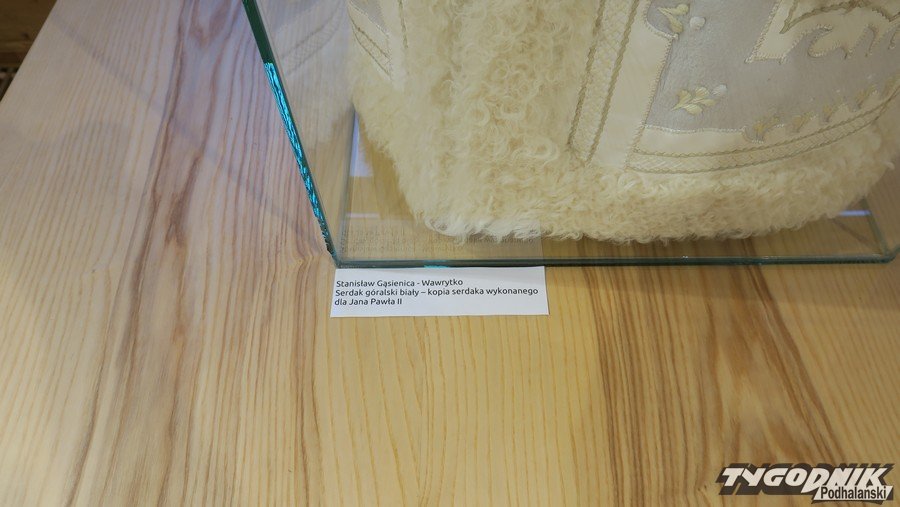 Stanisław Gąsienica - Wawrytko
Serdak góralski biały – kopia serdaka wykonanego
dla Jana Pawła II
TYGODNIK
Podhalański